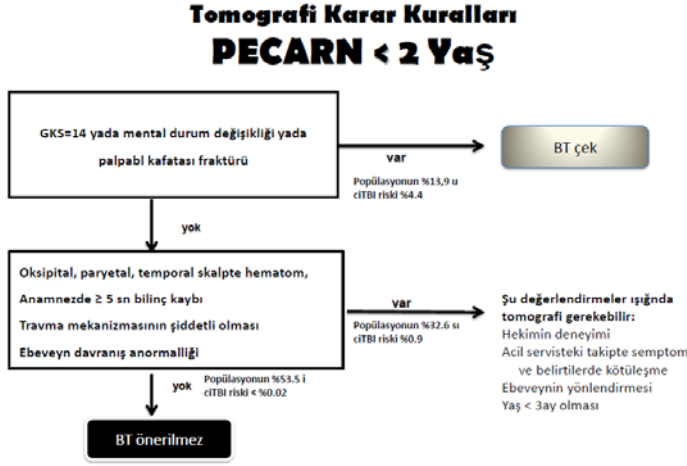 Tomografi Karar Kuralları
PECARN < 2 Yaş
GKS=14 yada mental durum değişikliği yada
palpabl kafatası fraktürü
var
Popülasyonun %13,9 u
ciTBI riski %4.4
BT çek
yok
Oksipital, paryetal, temporal skalpte hematom,
Anamnezde ≥ 5 sn bilinç kaybı
Travma mekanizmasının şiddetli olması
Ebeveyn davranış anormalliği
var
Popülasyonun %32.6 sı
ciTBI riski %0.9
Şu değerlendirmeler ışığnda
tomografi gerekebilir:
Hekimin deneyimi
Acil servisteki takipte semptom
ve belirtilerde kötüleşme
Ebeveynin yönlendirmesi
Yaş < 3ay olması
yok
Popülasyonun %53.5 i
ciTBI riski < %0.02
BT önerilmez